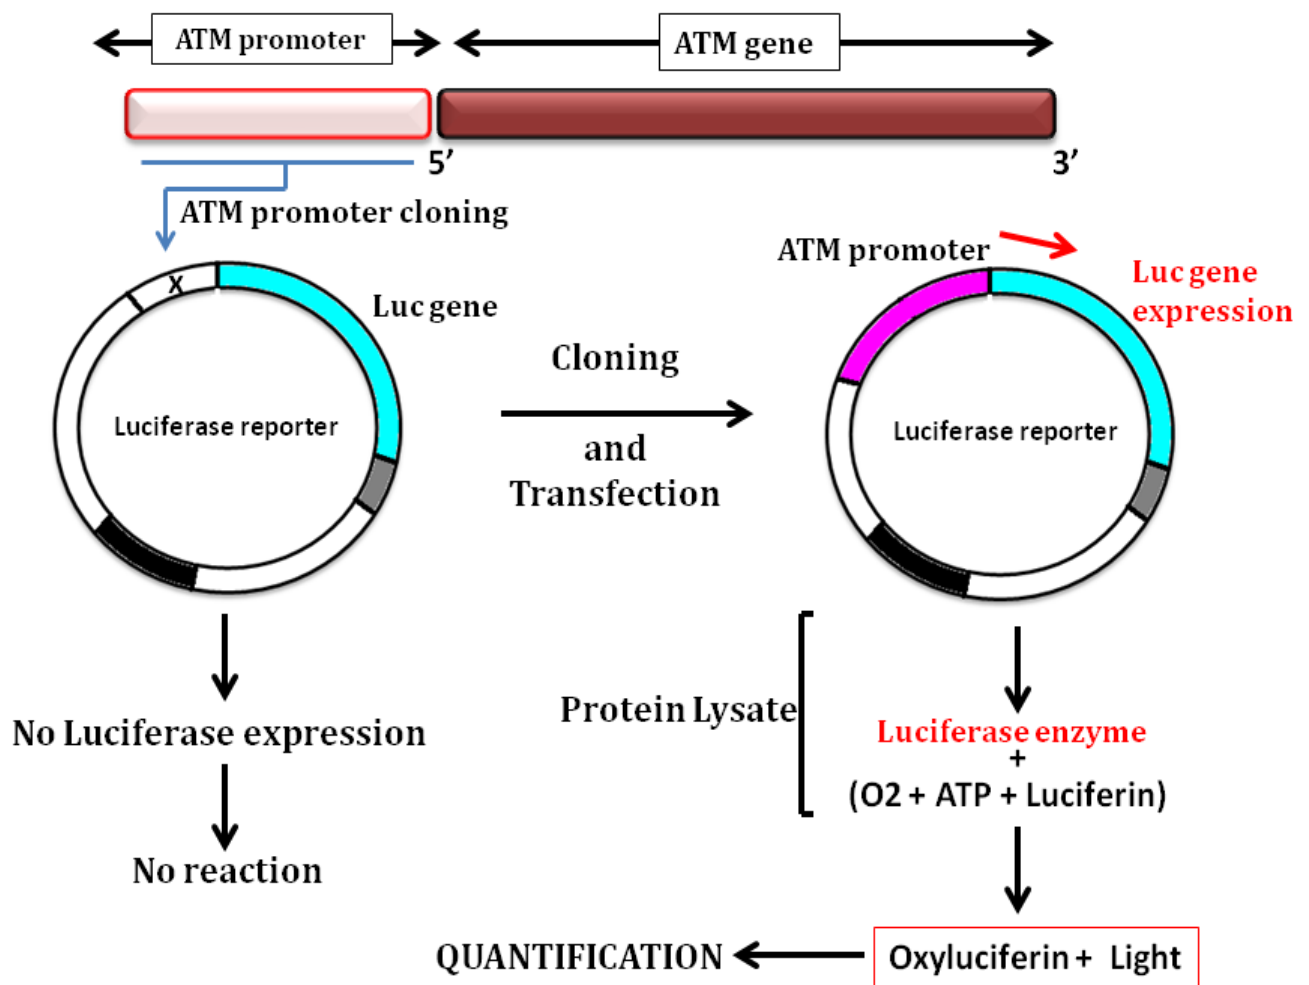 ATM promoter
ATM gene
5’
3’
ATM promoter cloning
X
Luc gene
Luciferase reporter
Cloning
and
Transfection
ATM promoter
Luc gene
expression
Luciferase reporter
No Luciferase expression
No reaction
Protein Lysate
Luciferase enzyme
+
(O2 + ATP + Luciferin)
Oxyluciferin + Light
QUANTIFICATION